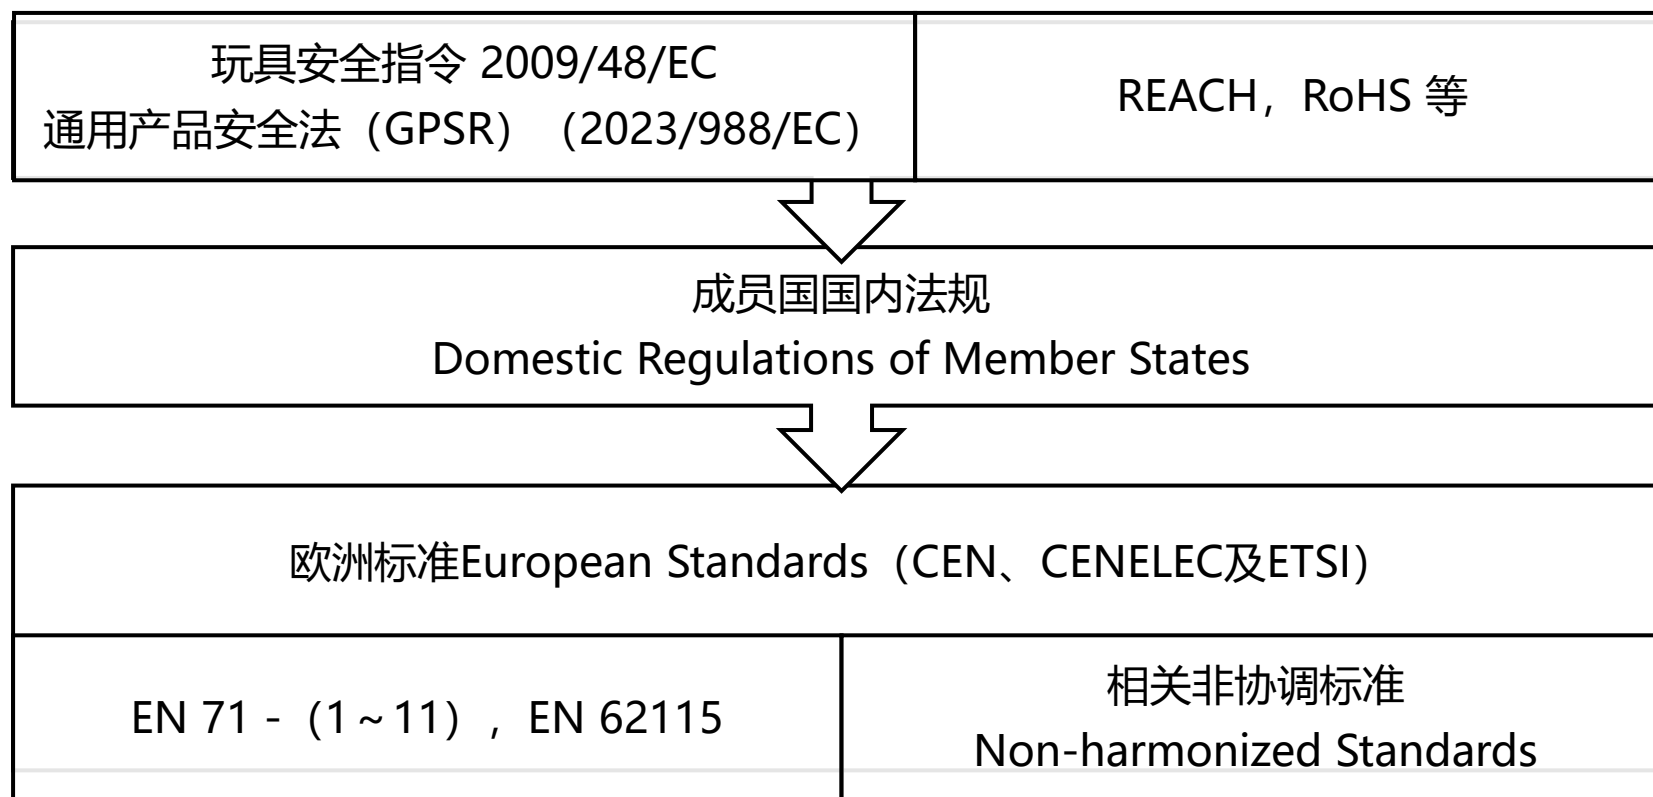 玩具安全指令 2009/48/EC
通用产品安全法（GPSR）（2023/988/EC）
REACH，RoHS 等
成员国国内法规
Domestic Regulations of Member States
欧洲标准European Standards（CEN、CENELEC及ETSI）
EN 71 -（1～11），EN 62115
相关非协调标准
Non-harmonized Standards